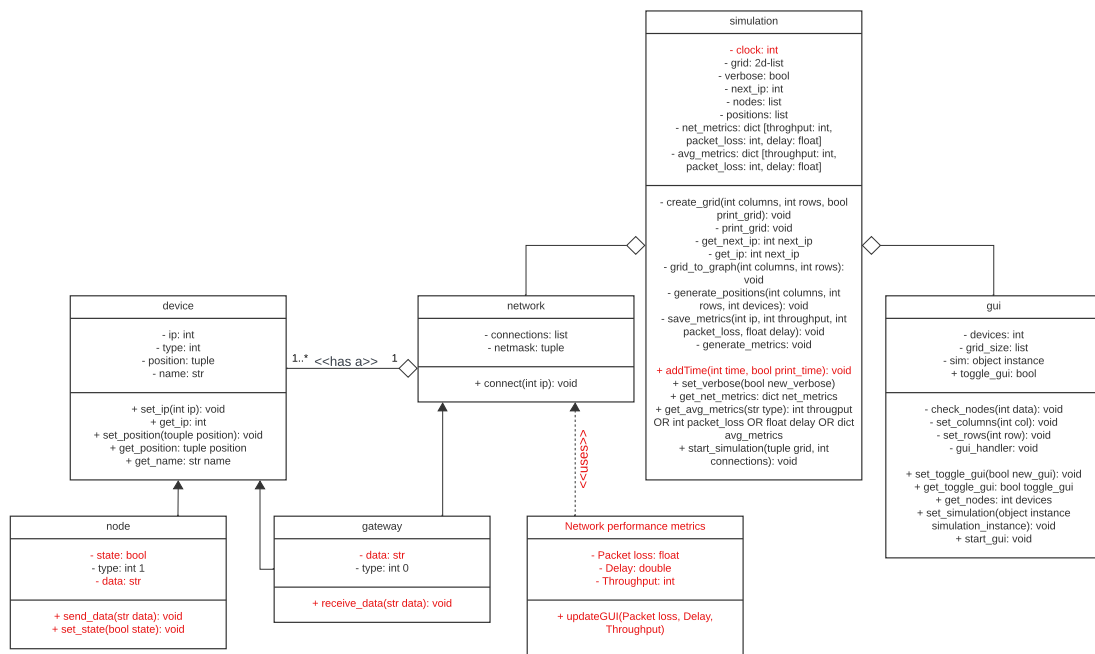 simulation
- clock: int
- grid: 2d-list
- verbose: bool
- next_ip: int
- nodes: list
- positions: list
- net_metrics: dict [throghput: int,
packet_loss: int, delay: float]
- avg_metrics: dict [throughput: int,
packet_loss: int, delay: float]
- create_grid(int columns, int rows, bool
print_grid): void
- print_grid: void
- get_next_ip: int next_ip
- get_ip: int next_ip
- grid_to_graph(int columns, int rows):
void
- generate_positions(int columns, int
rows, int devices): void
- save_metrics(int ip, int throughput, int
packet_loss, float delay): void
- generate_metrics: void
+ addTime(int time, bool print_time): void
+ set_verbose(bool new_verbose)
+ get_net_metrics: dict net_metrics
+ get_avg_metrics(str type): int througput
OR int packet_loss OR float delay OR dict
avg_metrics
+ start_simulation(tuple grid, int
connections): void
device
- ip: int
- type: int
- position: tuple
- name: str
+ set_ip(int ip): void
+ get_ip: int
+ set_position(touple position): void
+ get_position: tuple position
+ get_name: str name
1..*
<<has a>>
1
network
- connections: list
- netmask: tuple
+ connect(int ip): void
gui
- devices: int
- grid_size: list
- sim: object instance
+ toggle_gui: bool
- check_nodes(int data): void
- set_columns(int col): void
- set_rows(int row): void
- gui_handler: void
+ set_toggle_gui(bool new_gui): void
+ get_toggle_gui: bool toggle_gui
+ get_nodes: int devices
+ set_simulation(object instance
simulation_instance): void
+ start_gui: void
<<uses>>
node
- state: bool
- type: int 1
- data: str
+ send_data(str data): void
+ set_state(bool state): void
gateway
- data: str
- type: int 0
+ receive_data(str data): void
Network performance metrics
- Packet loss: float
- Delay: double
- Throughput: int
+ updateGUI(Packet loss, Delay,
Throughput)